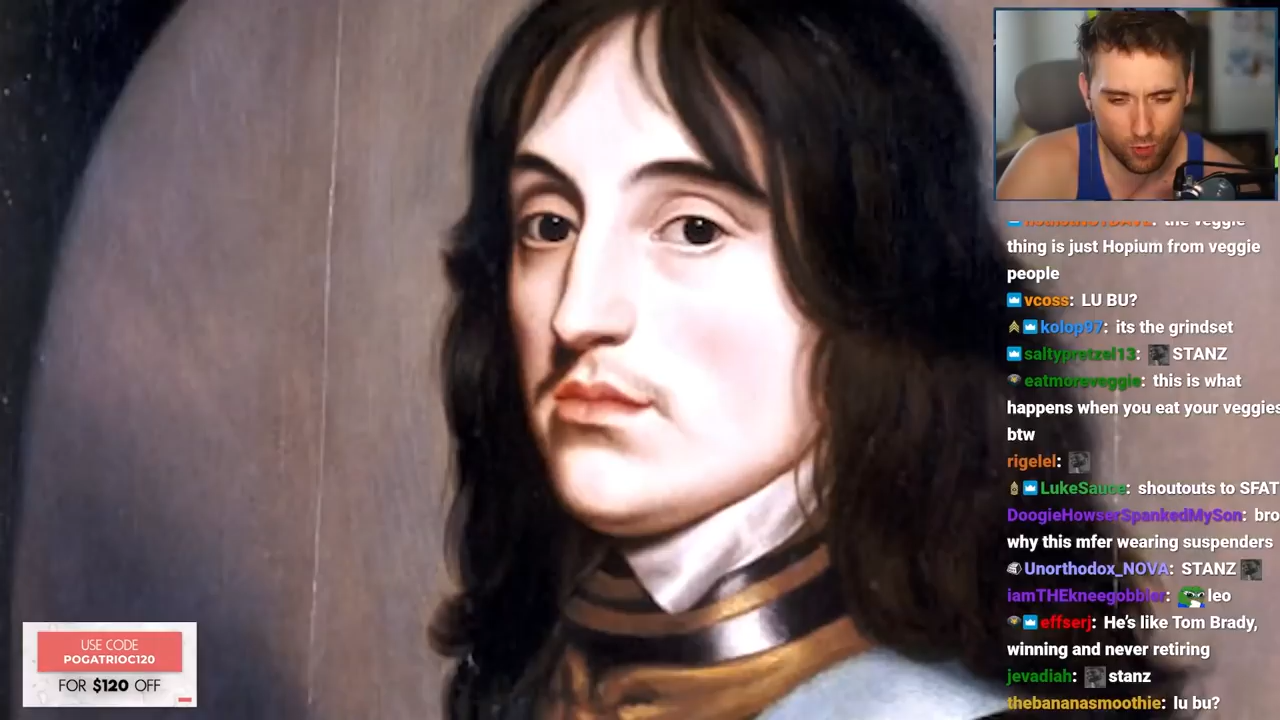 the veggie
thing is just Hopium from veggie
people
vcoss: LU BU?
kolop97: its the grindset
saltypretzel13: STANZ
eatmoreveggie: this is what
happens when you eat your veggies
btw
rigelel:
LukeSauce: shoutouts to SFAT
DoogieHowserSpankedMySon: bro
why this mfer wearing suspenders
Unorthodox_NOVA: STANZ
iamTHEkneegobbler: leo
effserj: He's like Tom Brady,
winning and never retiring
jevadiah: stanz
thebananasmoothie: lu bu?
USE CODE
POGATRIOC120
FOR $120 OFF